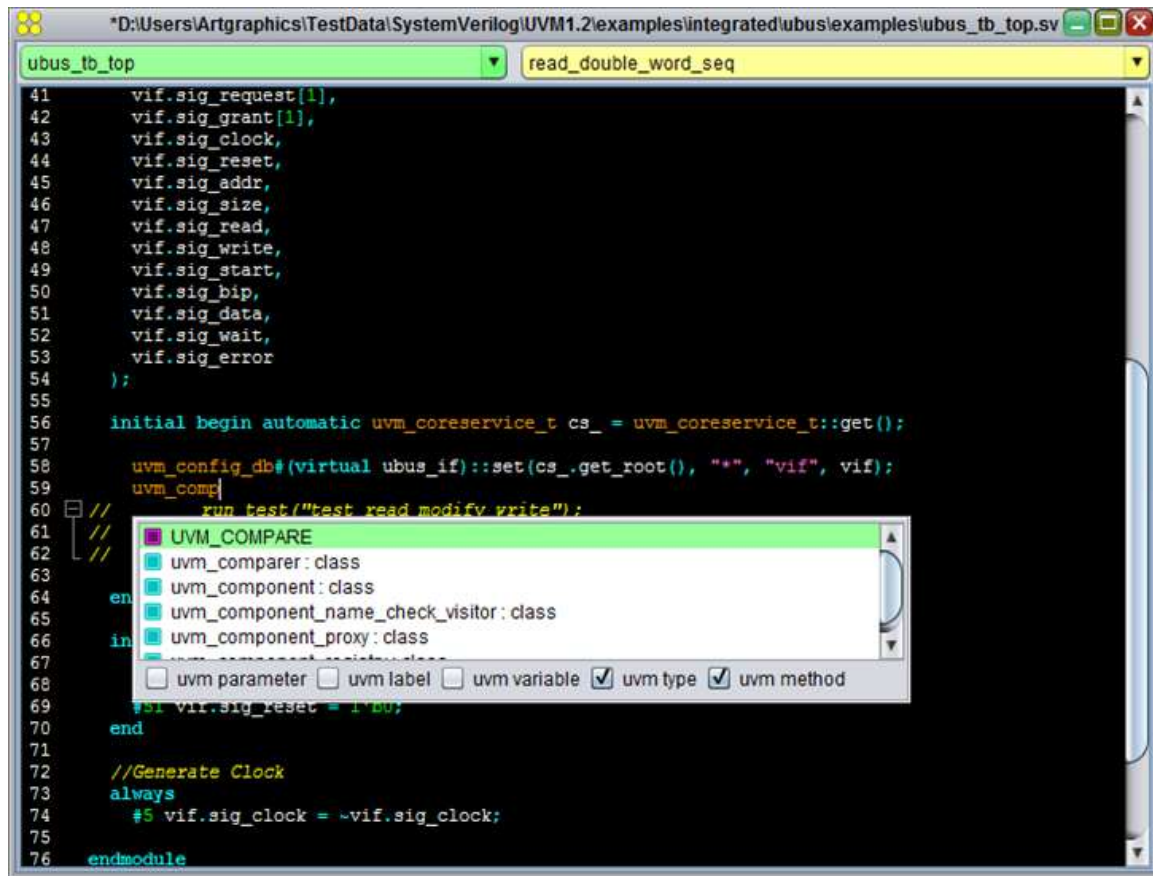 *D:\Users\Artgraphics\TestData\SystemVerilog\UVM1.2\examples\integrated\ubus\examples\ubus_tb_top.sv
ubus_tb_top read_double_word_seq
41 vif.sig_request[1],
42 vif.sig_grant[1],
43 vif.sig_clock,
44 vif.sig_reset,
45 vif.sig_addr,
46 vif.sig_size,
47 vif.sig_read,
48 vif.sig_write,
49 vif.sig_start,
50 vif.sig_bip,
51 vif.sig_data,
52 vif.sig_wait,
53 vif.sig_error
54 );
55
56 initial begin automatic uvm_coreservice_t cs_ = uvm_coreservice_t::get();
57
58 uvm_config_db#(virtual ubus_if)::set(cs_.get_root(), "*", "vif", vif);
59 uvm_comp
60 // run_test("test_read_modify_write");
61 // UVM_COMPARE
62 // uvm_comparer : class
63 uvm_component : class
64 en uvm_component_name_check_visitor : class
65
66 in uvm_component_proxy : class
67
68 uvm parameter uvm label uvm variable uvm type uvm method
69 #51 vif.sig_reset = 1'b0;
70 end
71
72 //Generate Clock
73 always
74 #5 vif.sig_clock = ~vif.sig_clock;
75
76 endmodule